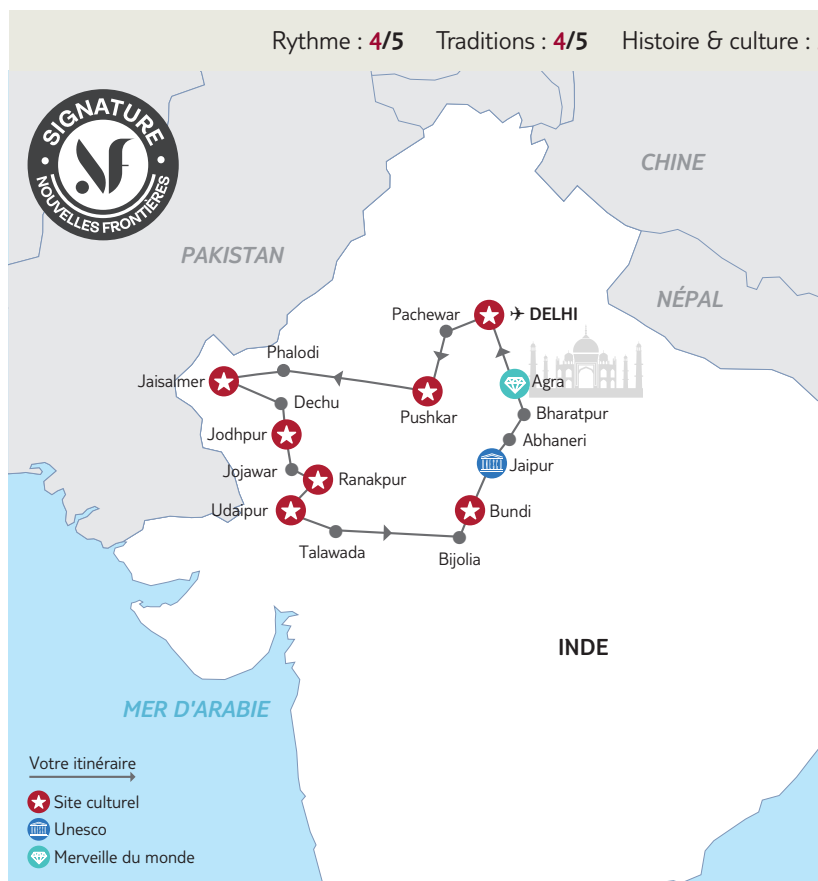 Rythme : 4/5 Traditions : 4/5 Histoire & culture :
SIGNATURE
NF
NOUVELLES FRONTIÈRES
CHINE
PAKISTAN
NÉPAL
Pachewar
DELHI
Phalodi
Jaisalmer
Agra
Dechu
Pushkar
Bharatpur
Jodhpur
Abhaneri
Jaipur
Jojawar
Ranakpur
Udaipur
Bundi
Talawada
Bijolia
INDE
MER D'ARABIE
Votre itinéraire
Site culturel
Unesco
Merveille du monde